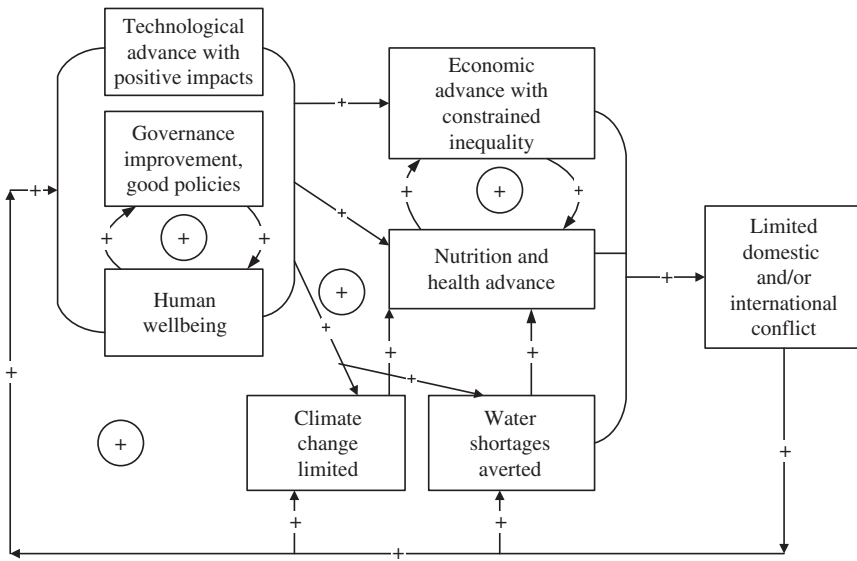 Technological
advance with
positive impacts
Governance
improvement,
good policies
+
+
+
Human
wellbeing
+
+
+
+
Economic
advance with
constrained
inequality
+
+
+
Nutrition and
health advance
+
+
+
+
+
Limited
domestic
and/or
international
conflict
+
+
+
+
Climate
change
limited
Water
shortages
averted
+
+
+
+